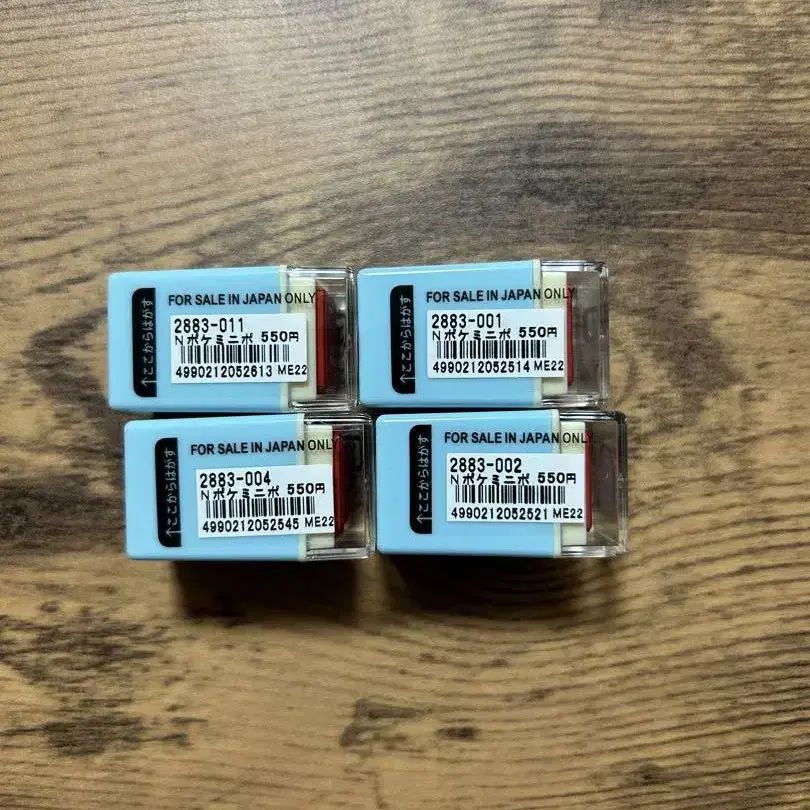 FOR SALE IN JAPAN ONLY
2883-011
Nポケミニポ 550円
4990212052613 ME22
↑ここからはがす
FOR SALE IN JAPAN ONLY
2883-001
Nポケミニポ 550円
4990212052514 ME22
↑ここからはがす
FOR SALE IN JAPAN ONLY
2883-004
Nポケミニポ 550円
4990212052545 ME22
↑ここからはがす
FOR SALE IN JAPAN ONLY
2883-002
Nポケミニポ 550円
4990212052521 ME22
↑ここからはがす